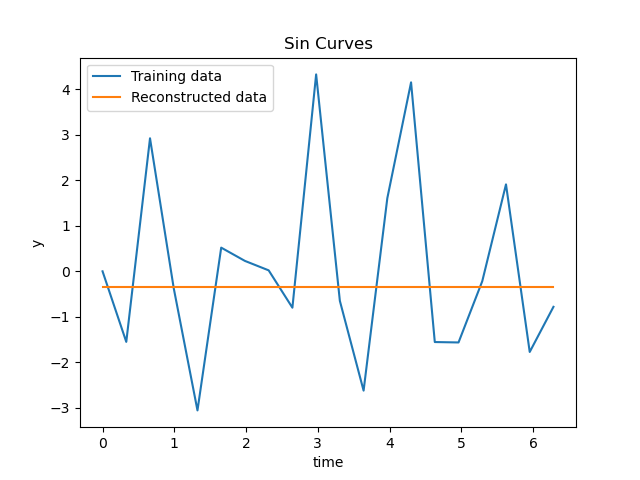 Sin Curves
Training data
Reconstructed data
4
3
2
1
0
−1
−2
−3
y
0 1 2 3 4 5 6
time